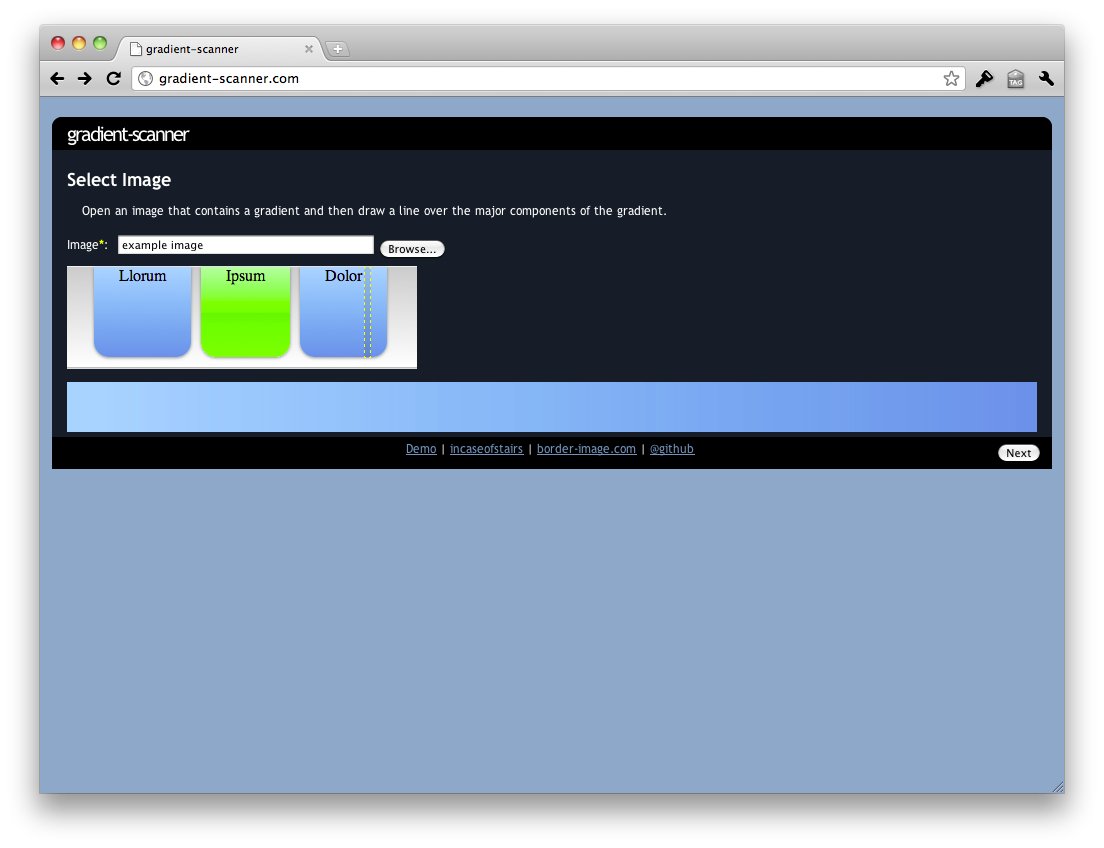 gradient-scanner
gradient-scanner.com
TAG
gradient-scanner
Select Image
Open an image that contains a gradient and then draw a line over the major components of the gradient.
Image*: example image Browse...
Llorum Ipsum Dolor
Demo | incaseofstairs | border-image.com | @github Next